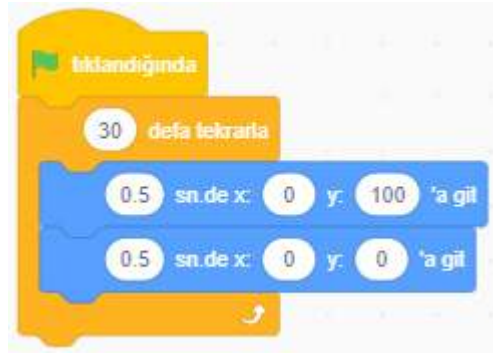 tıklandığında
30 defa tekrarla
0.5 sn.de x: 0 y: 100 'a git
0.5 sn.de x: 0 y: 0 'a git